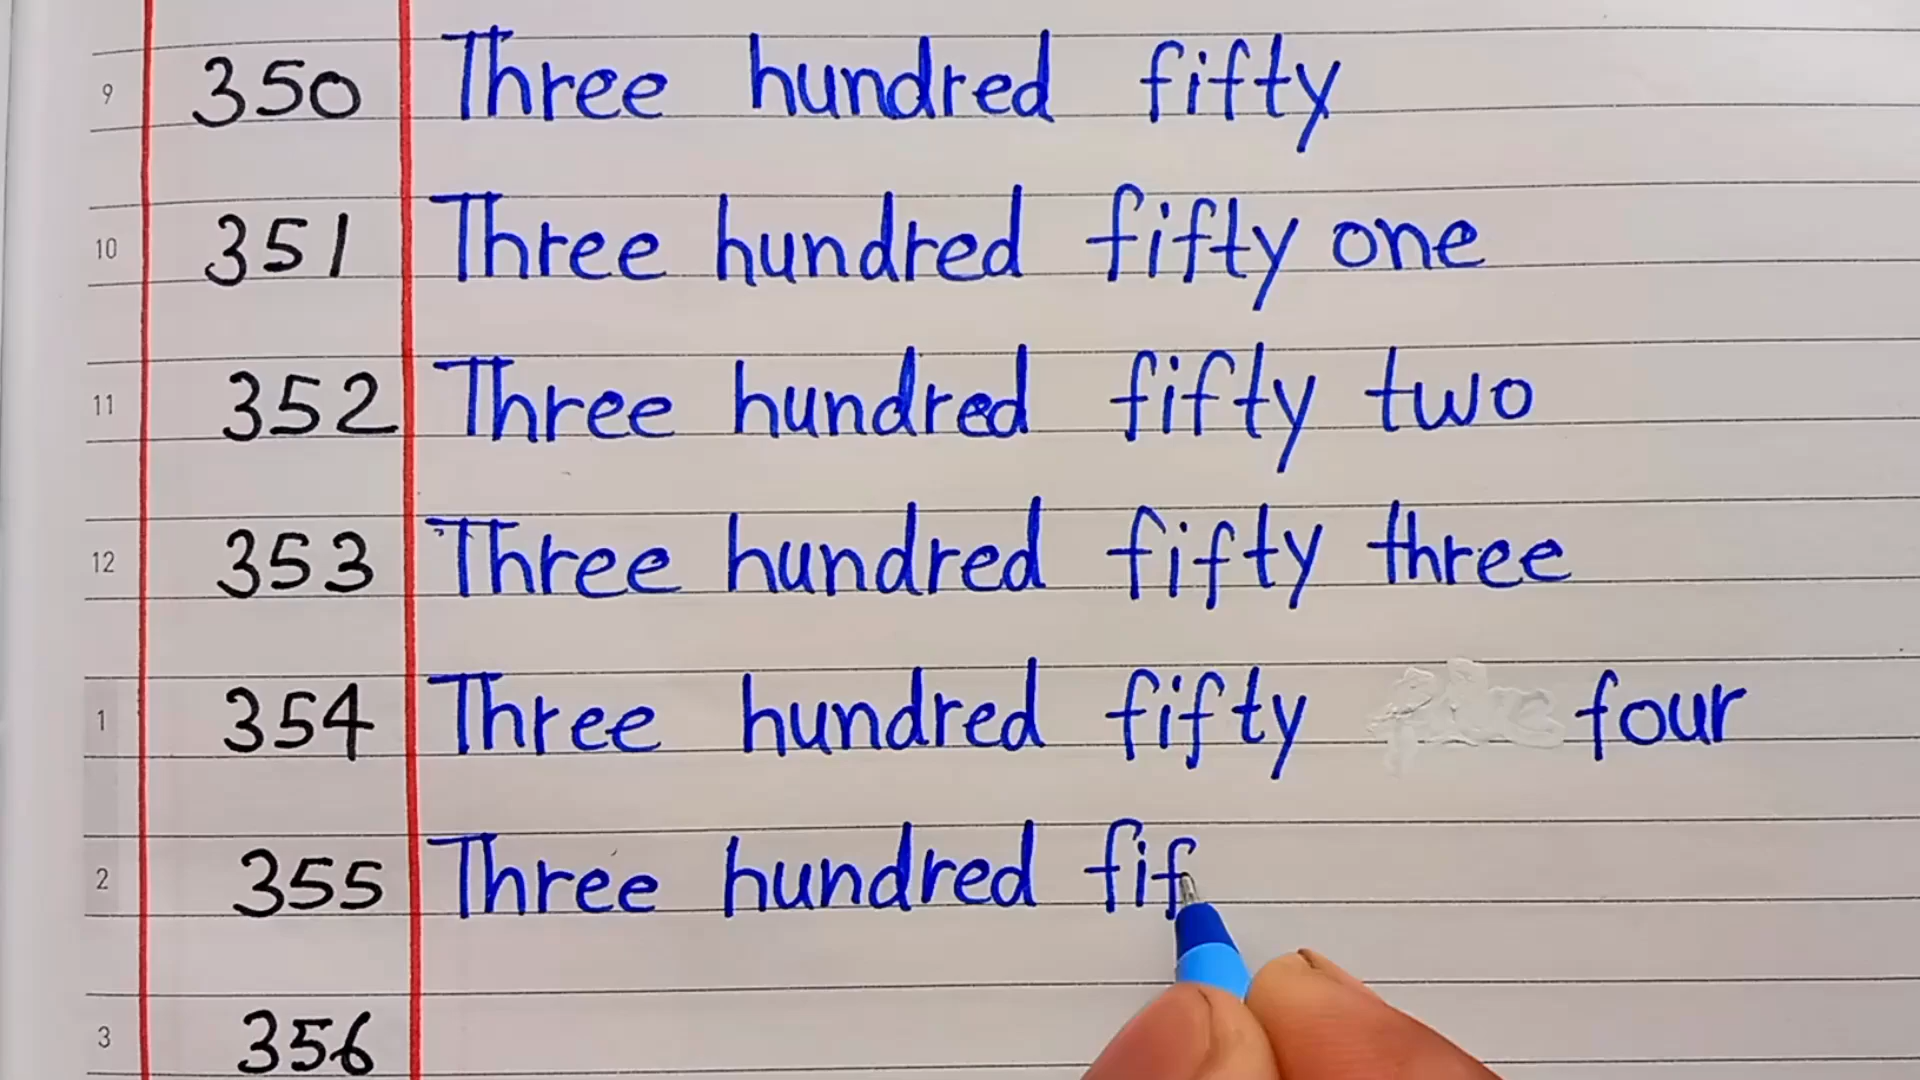 9 350 Three hundred fifty
10 351 Three hundred fifty one
11 352 Three hundred fifty two
12 353 Three hundred fifty three
1 354 Three hundred fifty four
2 355 Three hundred fif
3 356